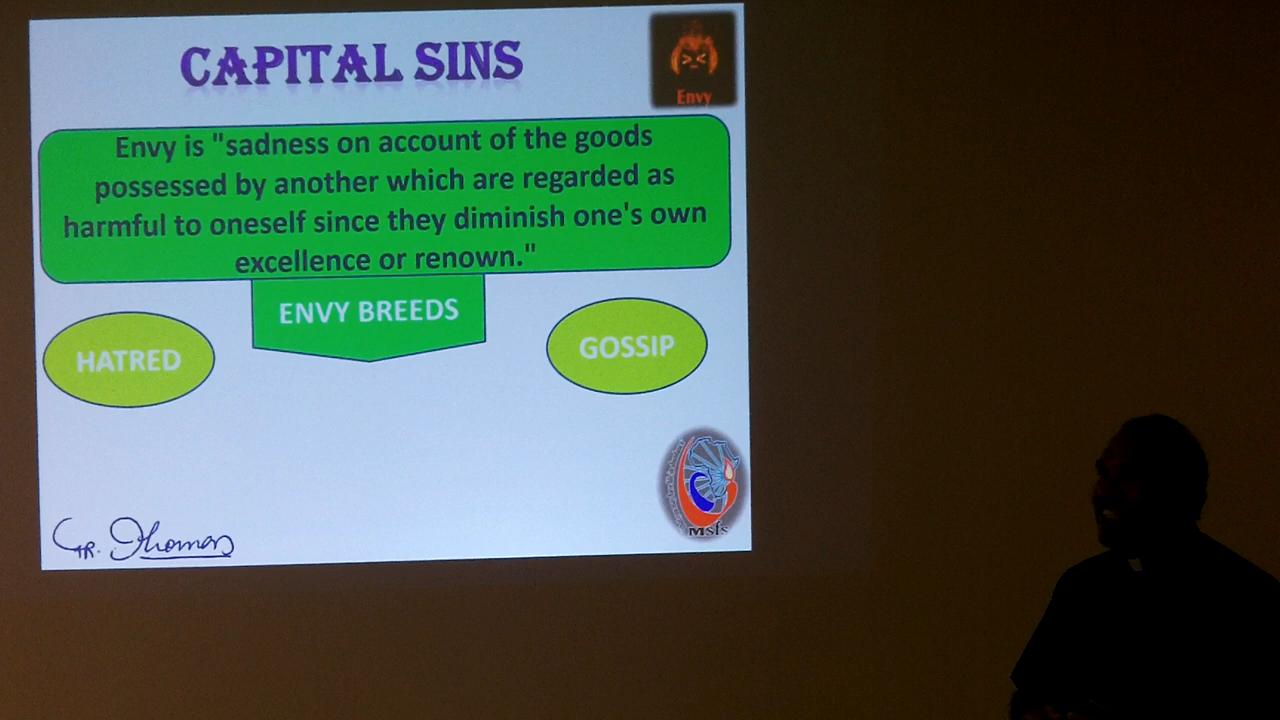 CAPITAL SINS
Envy
Envy is "sadness on account of the goods
possessed by another which are regarded as
harmful to oneself since they diminish one's own
excellence or renown."
ENVY BREEDS
HATRED
GOSSIP
Msfs
Thomas